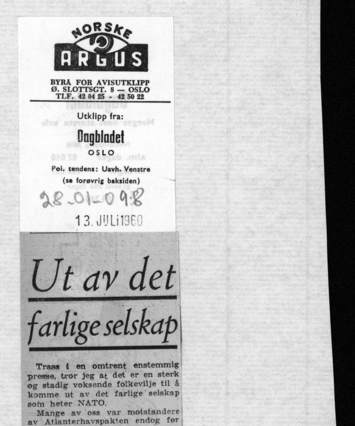 NORSKE
ARGUS
BYRÅ FOR AVISUTKLIPP
Ø. SLOTTSGT. 8 — OSLO
TLF. 42 04 25 - 42 50 22
Utklipp fra:
Dagbladet
OSLO
Pol. tendens: Uavh. Venstre
(se forøvrig baksiden)
28-01-098
13. JULI 1960
Ut av det
farlige selskap
Trass i en omtrent enstemmig
presse, tror jeg at det er en sterk
og stadig voksende folkevilje til å
komme ut av det farlige selskap
som heter NATO.
Mange av oss var motstandere
av Atlanterhavspakten endog før